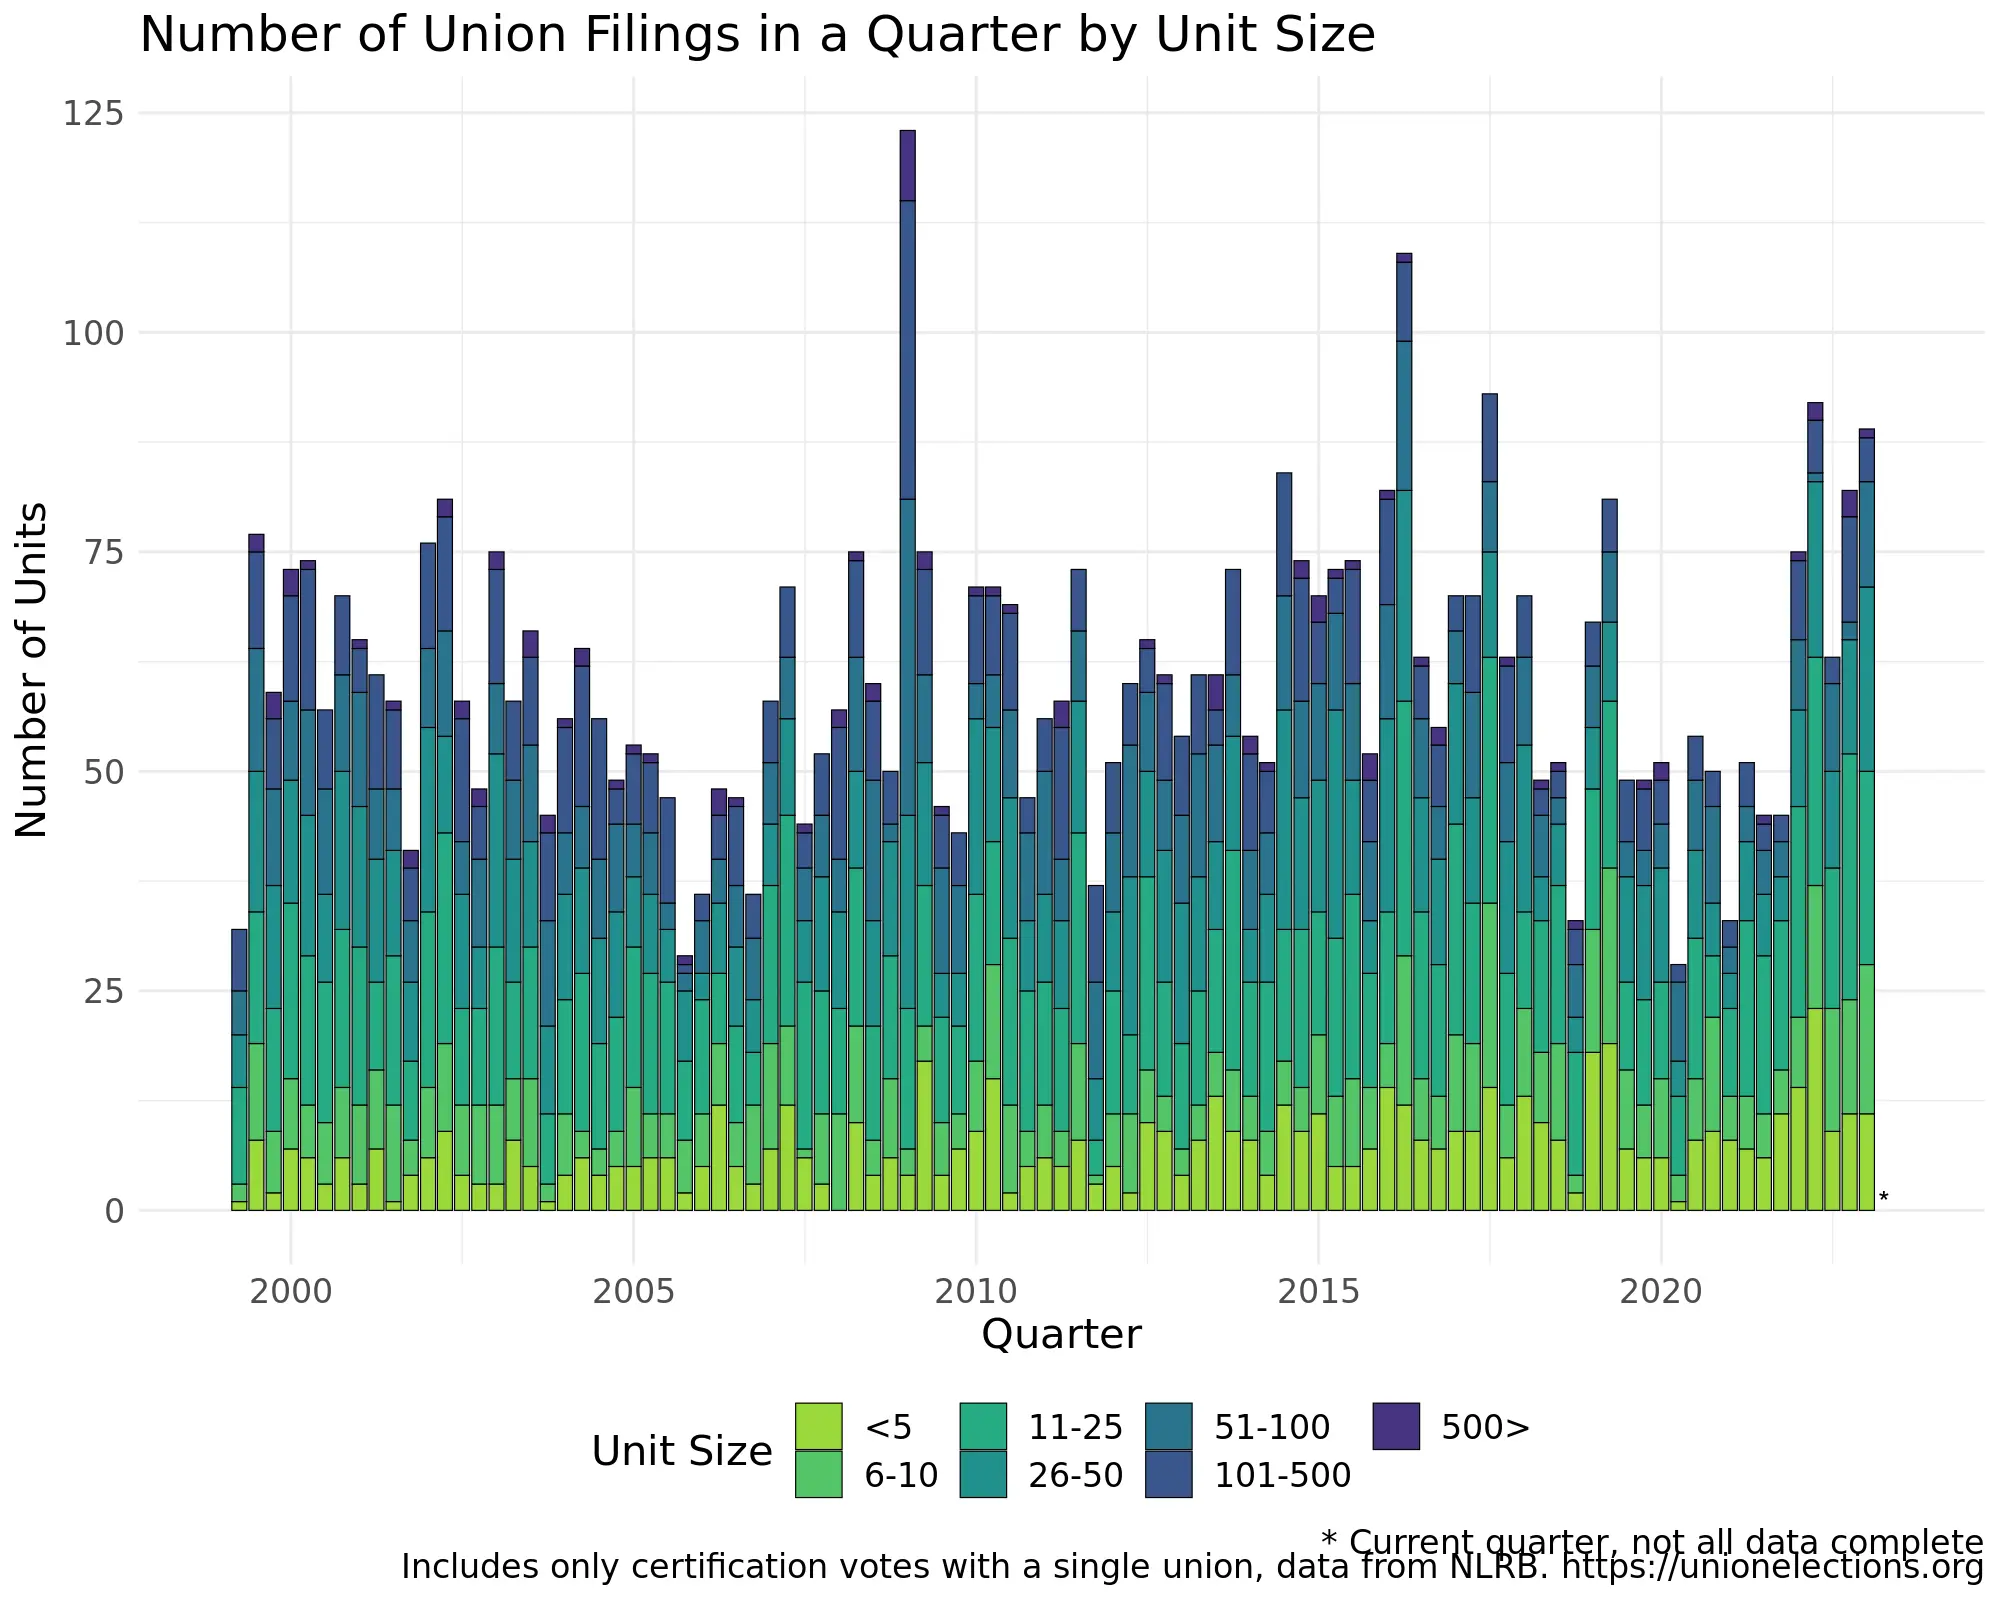 Number of Union Filings in a Quarter by Unit Size
125
100
75
50
25
0
Number of Units
*
2000 2005 2010 2015 2020
Quarter
Unit Size
<5 11-25 51-100 500>
6-10 26-50 101-500
* Current quarter, not all data complete
Includes only certification votes with a single union, data from NLRB. https://unionelections.org